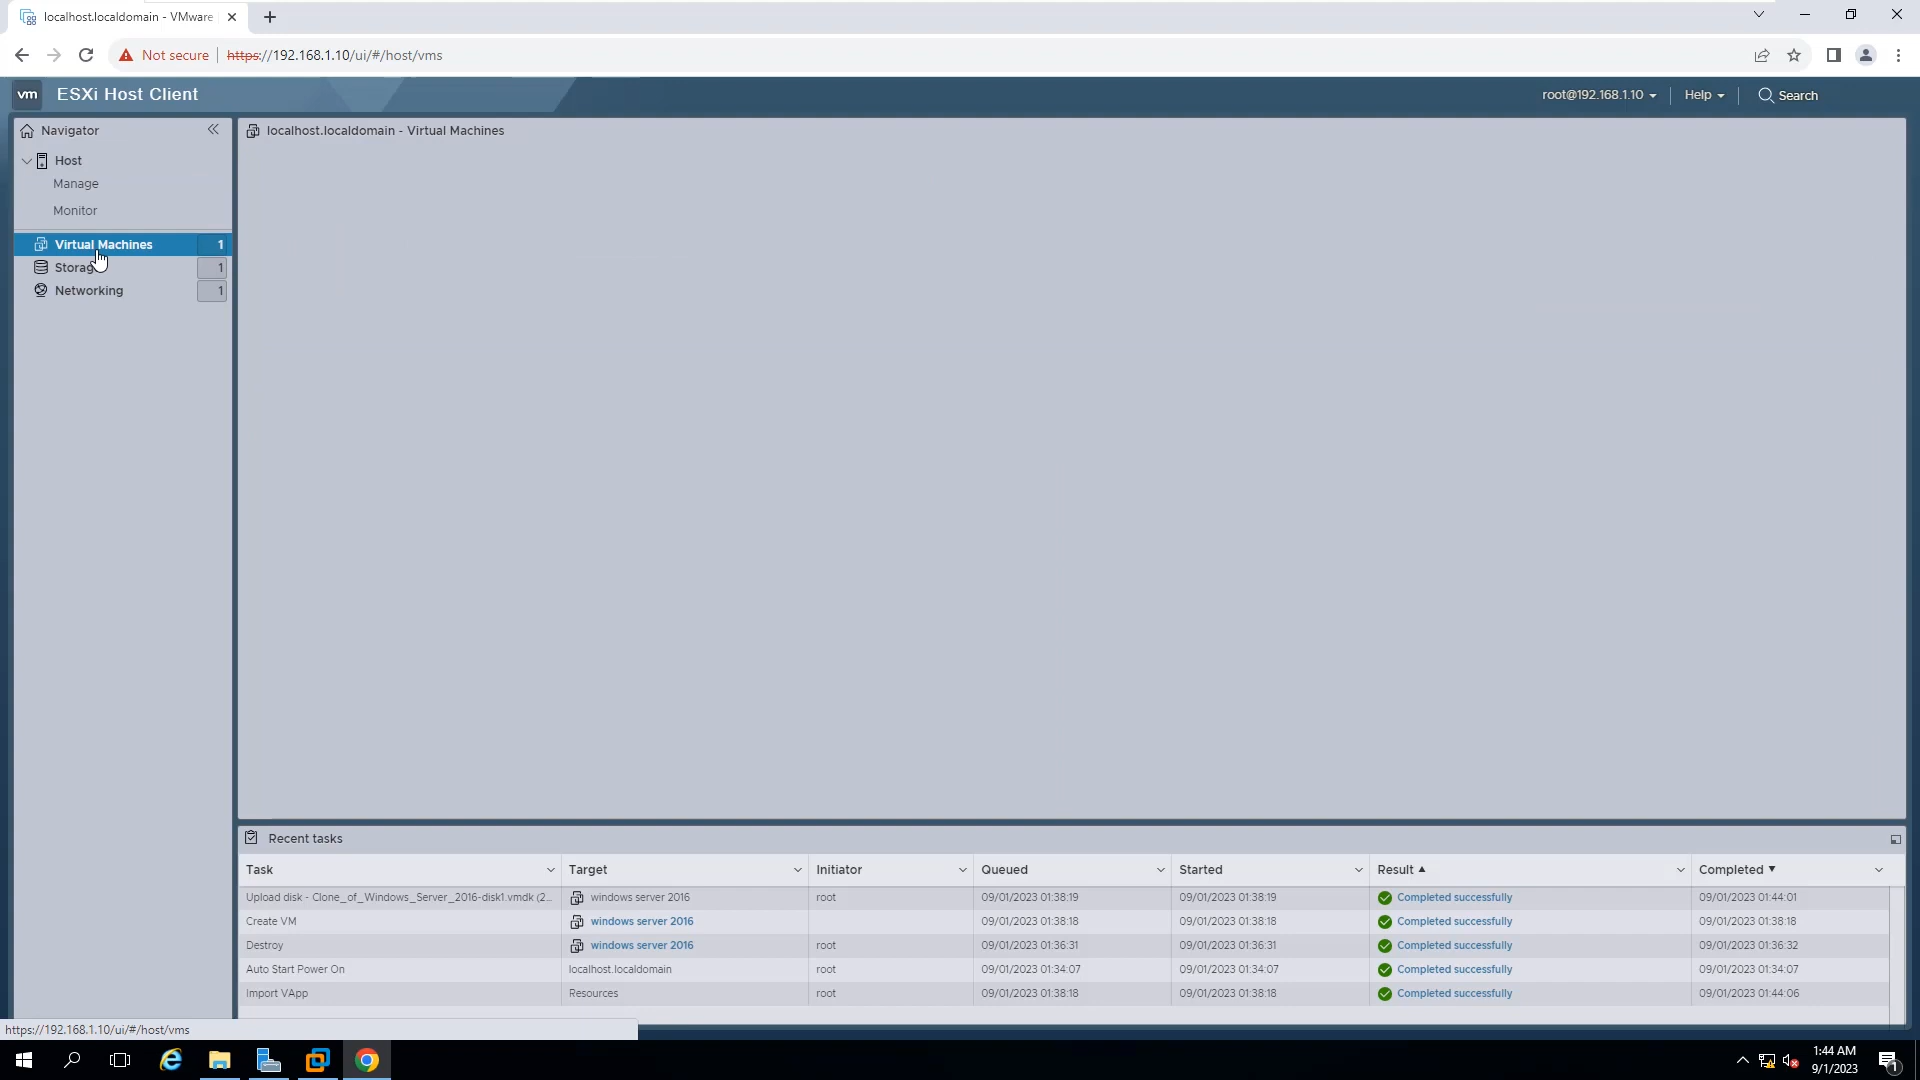 localhost.localdomain - VMware
Not secure https://192.168.1.10/ui/#/host/vms
vm ESXi Host Client root@192.168.1.10 Help Search
Navigator
localhost.localdomain - Virtual Machines
Host
Manage
Monitor
Virtual Machines 1
Storag 1
Networking 1
Recent tasks
Task Target Initiator Queued Started Result Completed
Upload disk - Clone_of_Windows_Server_2016-disk1.vmdk (2... windows server 2016 root 09/01/2023 01:38:19 09/01/2023 01:38:19 Completed successfully 09/01/2023 01:44:01
Create VM windows server 2016 09/01/2023 01:38:18 09/01/2023 01:38:18 Completed successfully 09/01/2023 01:38:18
Destroy windows server 2016 root 09/01/2023 01:36:31 09/01/2023 01:36:31 Completed successfully 09/01/2023 01:36:32
Auto Start Power On localhost.localdomain root 09/01/2023 01:34:07 09/01/2023 01:34:07 Completed successfully 09/01/2023 01:34:07
Import VApp Resources root 09/01/2023 01:38:18 09/01/2023 01:38:18 Completed successfully 09/01/2023 01:44:06
https://192.168.1.10/ui/#/host/vms
1:44 AM
9/1/2023
1